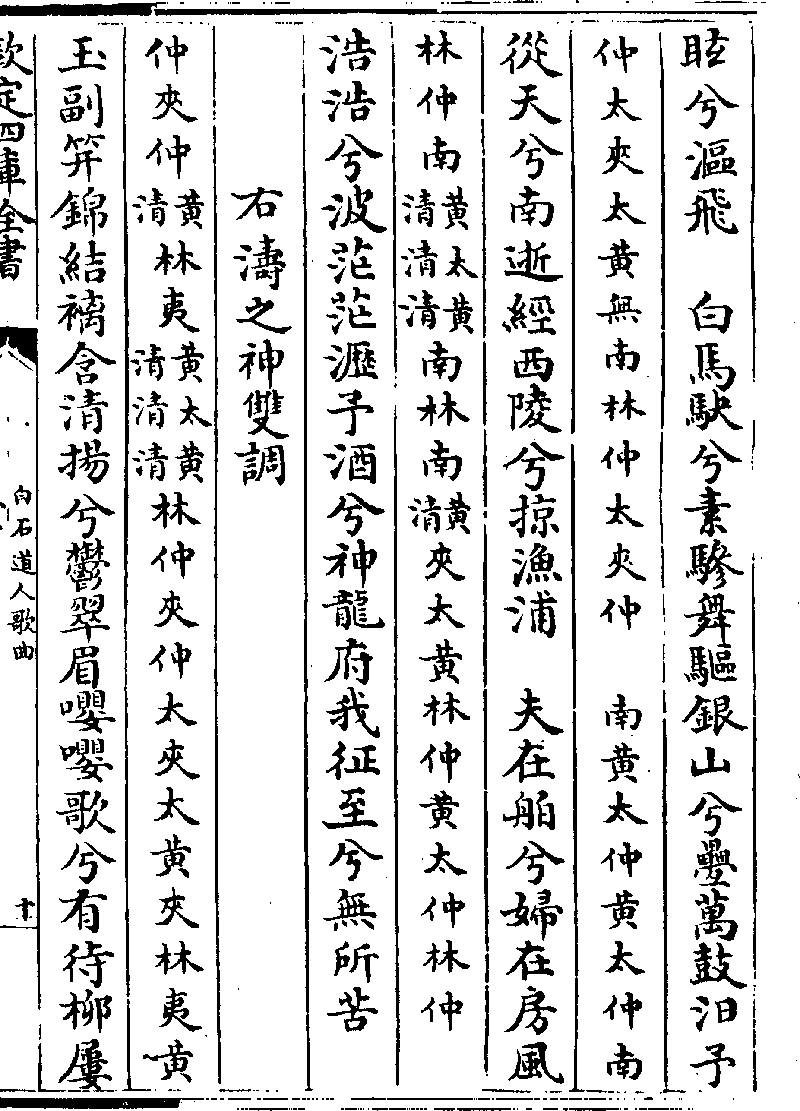 眩兮漚飛　白馬駃兮素驂舞驅銀山兮疊萬鼓汨予
仲太夾太黃無南林仲太夾仲　南黃太仲黃太仲南
從天兮南逝經西陵兮掠漁浦　夫在舶兮婦在房風
林仲南黃清太清黃清南林南黃清夾太黃林仲黃太仲林仲
浩浩兮波茫茫瀝予酒兮神龍府我征至兮無所苦
右濤之神雙調
仲夾仲黃清林夷黃清太清黃清林仲夾仲太夾太黃夾林夷黃
玉副笄錦結褵含清揚兮鬱翠眉嚶嚶歌兮有待柳屢
欽定四庫全書
白石道人歌曲
十